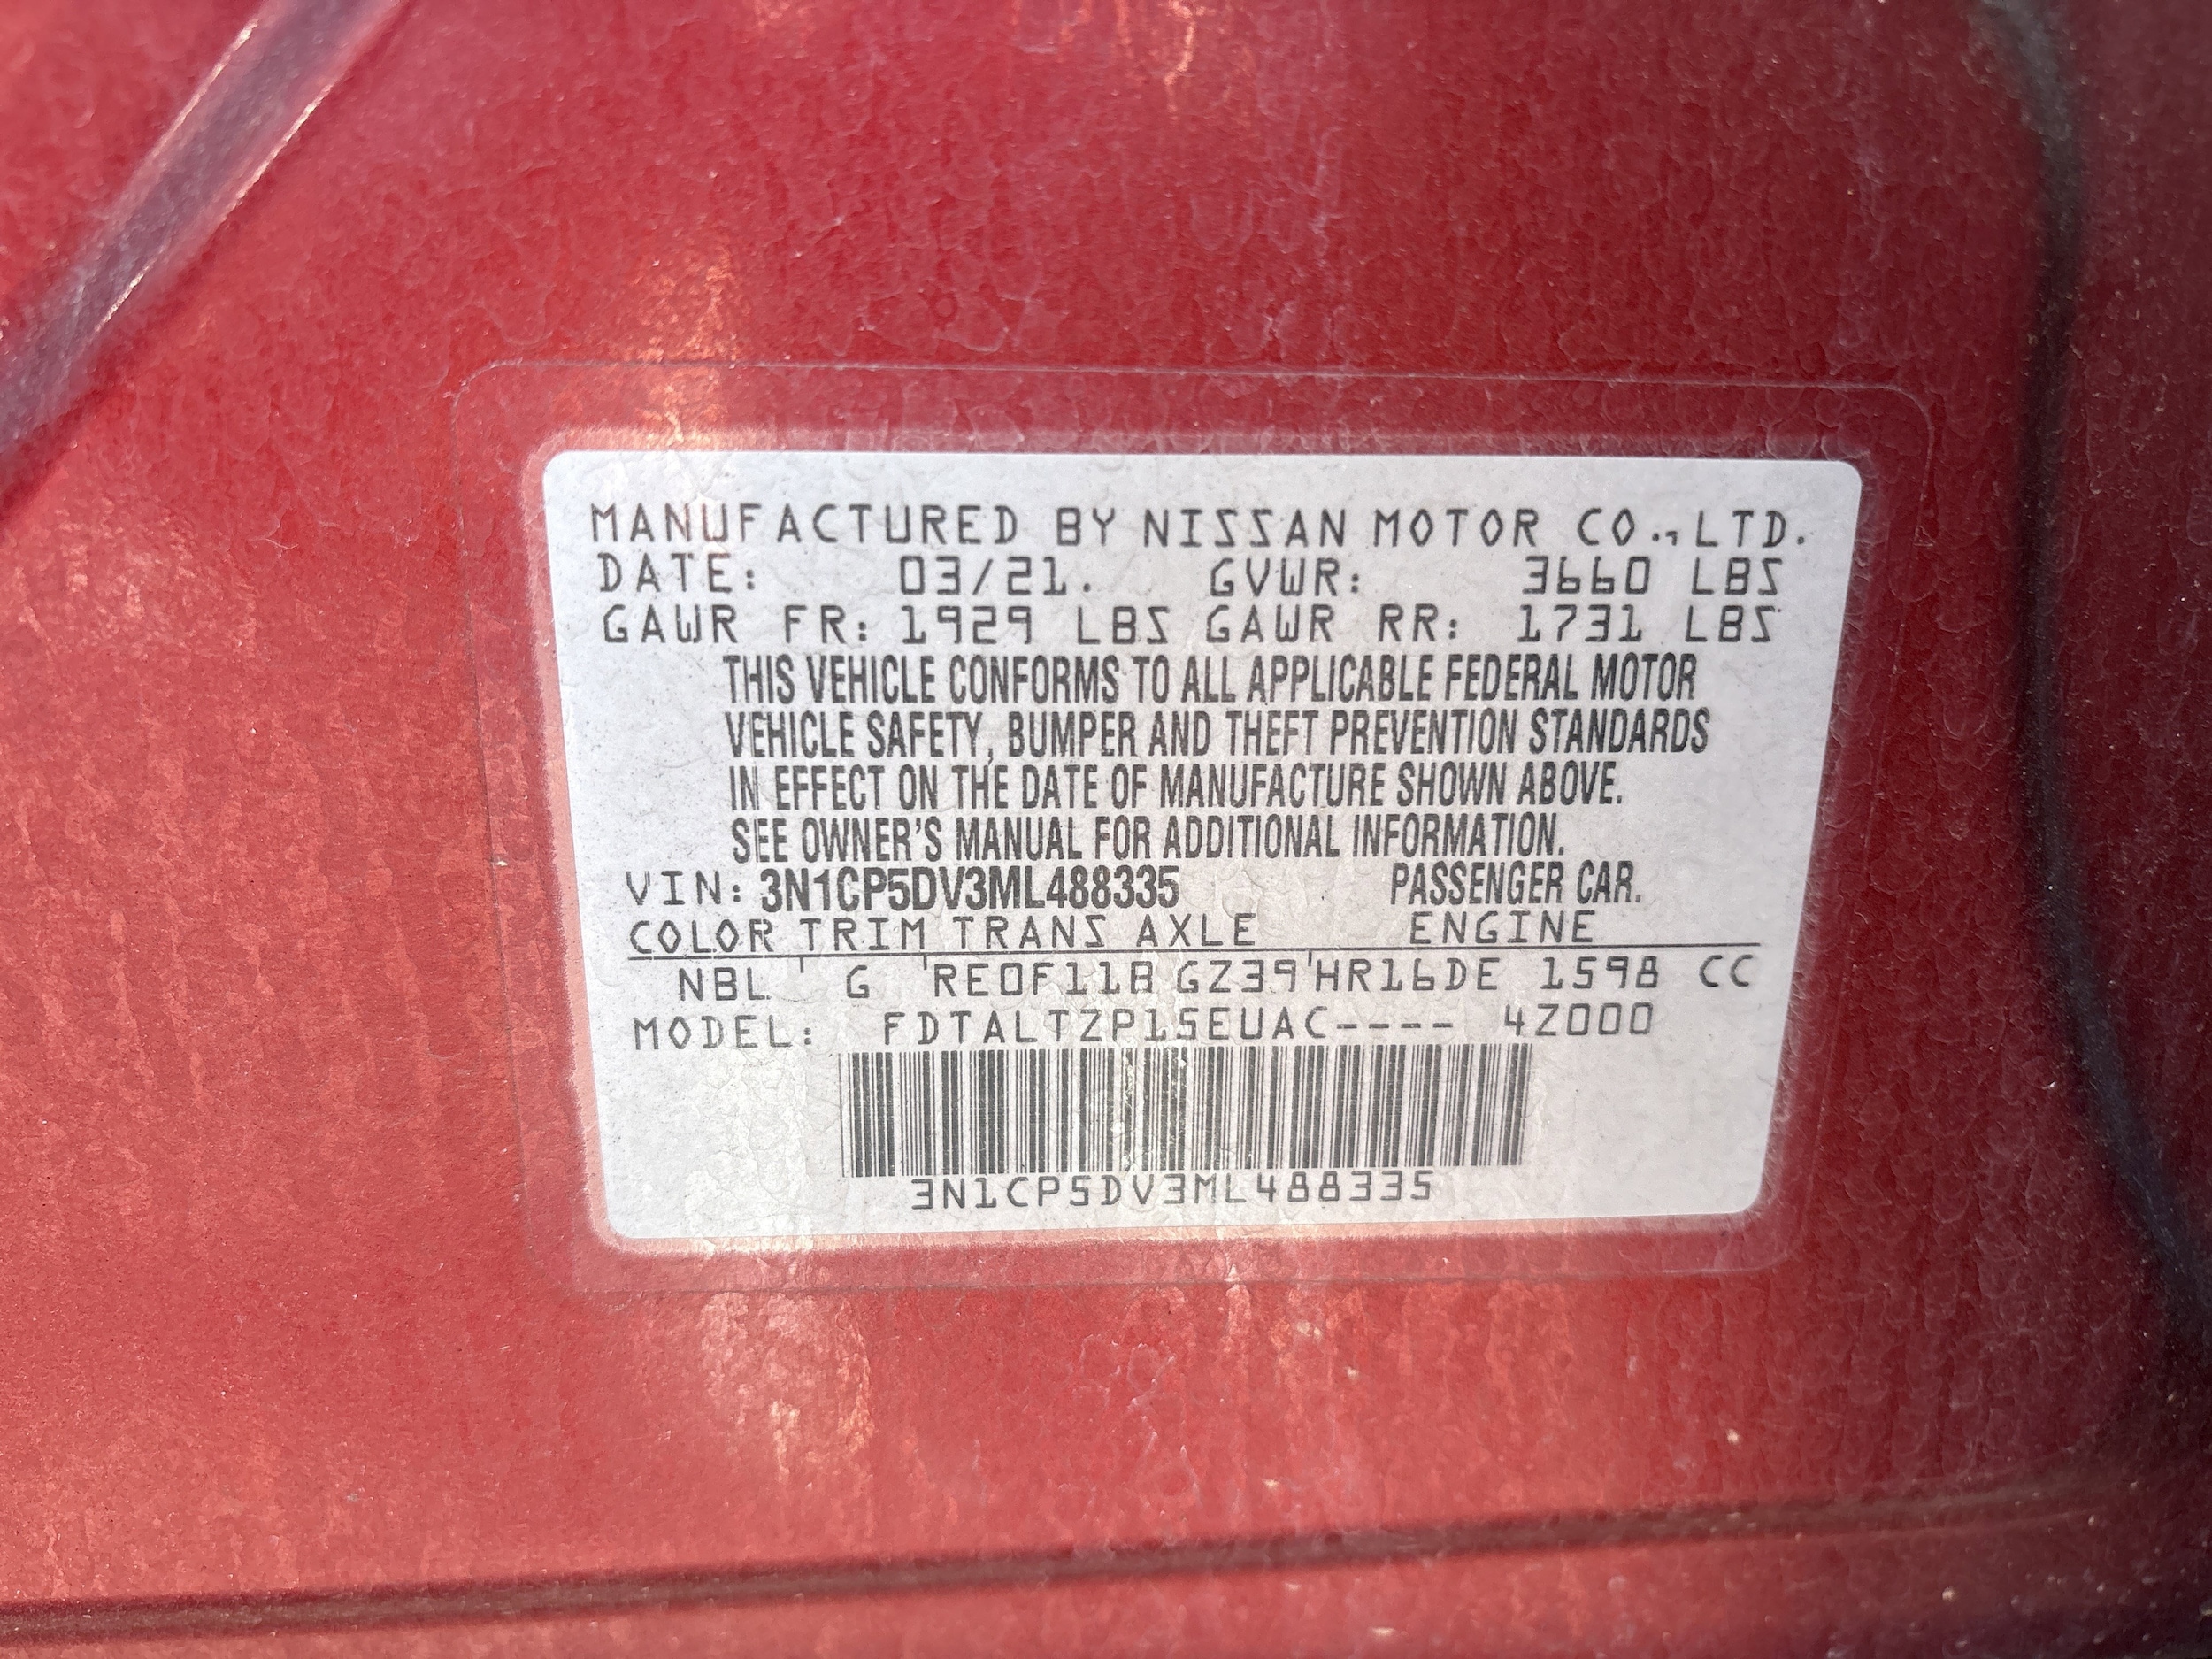 MANUFACTURED BY NISSAN MOTOR CO.,LTD.
DATE: 03/21. GVWR: 3660 LBS
GAWR FR: 1929 LBS GAWR RR: 1731 LBS
THIS VEHICLE CONFORMS TO ALL APPLICABLE FEDERAL MOTOR
VEHICLE SAFETY, BUMPER AND THEFT PREVENTION STANDARDS
IN EFFECT ON THE DATE OF MANUFACTURE SHOWN ABOVE.
SEE OWNER'S MANUAL FOR ADDITIONAL INFORMATION.
VIN: 3N1CP5DV3ML488335 PASSENGER CAR.
COLOR TRIM TRANS AXLE ENGINE
NBL G RE0F11B GZ39 HR16DE 1598 CC
MODEL: FDTALTZP15EUAC---- 4Z000
3N1CP5DV3ML488335